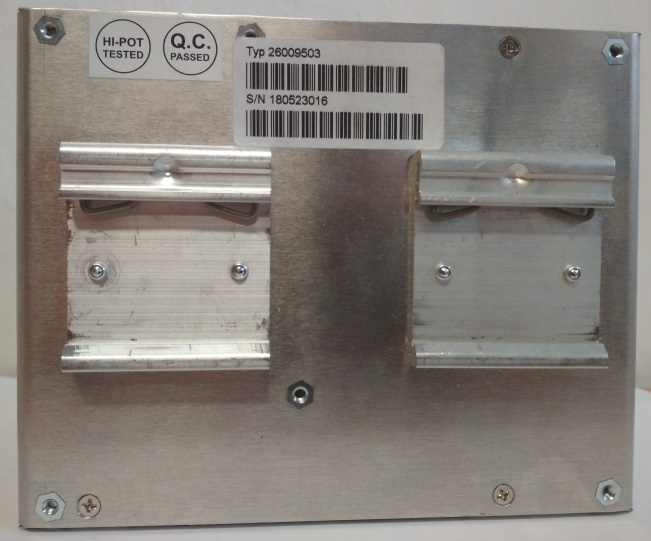 HI-POT
TESTED
Q.C.
PASSED
Typ 26009503
S/N 180523016